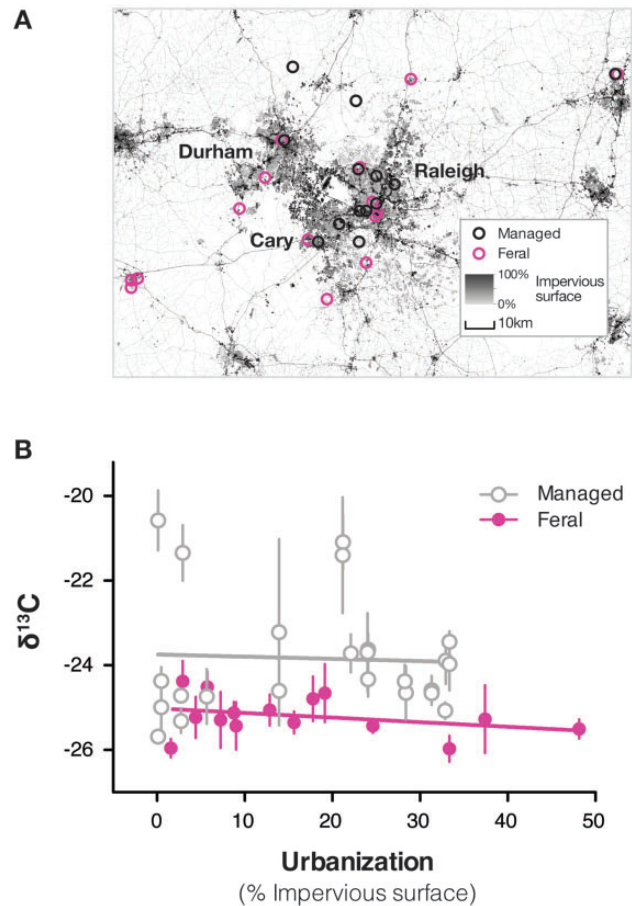 A
Durham
Raleigh
Cary
Managed
Feral
100%
0%
Impervious
surface
10km
B
-20
-22
-24
-26
δ¹³C
Managed
Feral
0 10 20 30 40 50
Urbanization
(% Impervious surface)